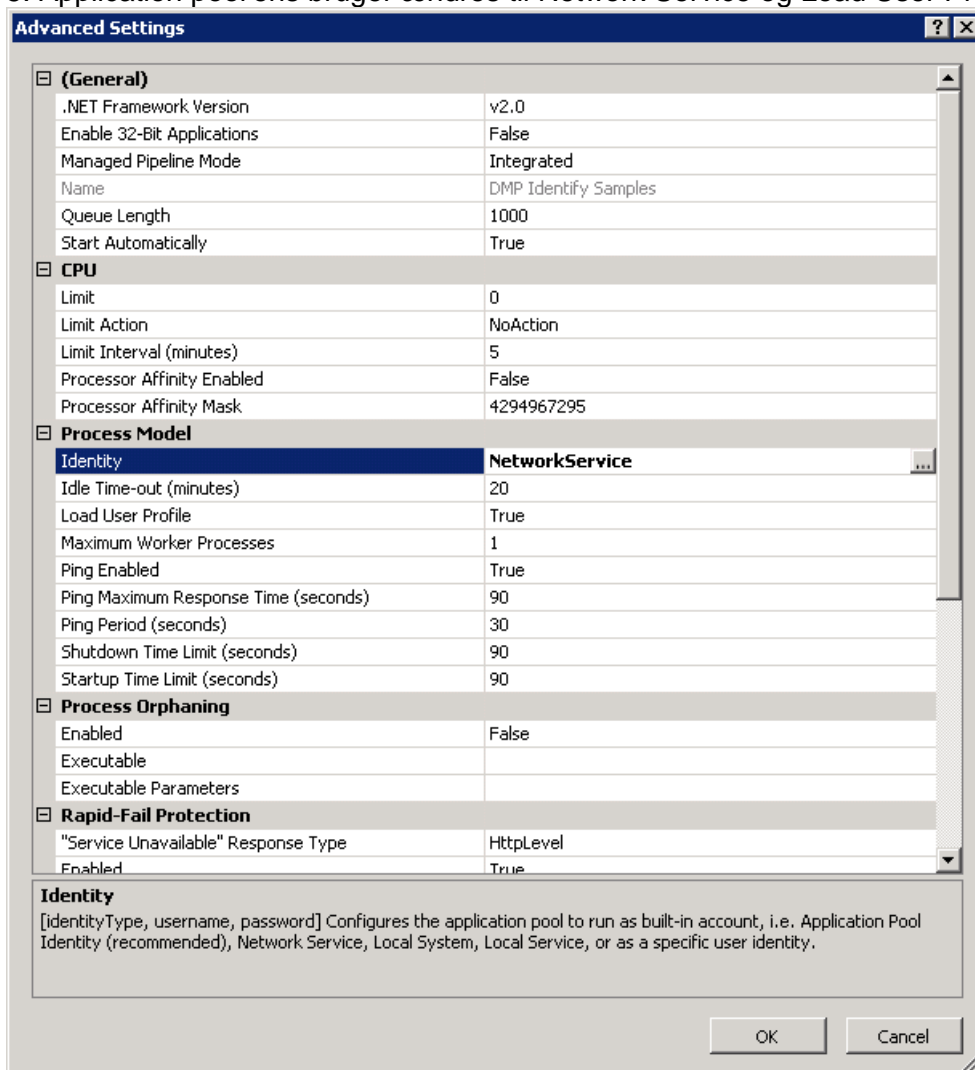 Advanced Settings
(General)
.NET Framework Version v2.0
Enable 32-Bit Applications False
Managed Pipeline Mode Integrated
Name DMP Identify Samples
Queue Length 1000
Start Automatically True
CPU
Limit 0
Limit Action NoAction
Limit Interval (minutes) 5
Processor Affinity Enabled False
Processor Affinity Mask 4294967295
Process Model
Identity NetworkService ...
Idle Time-out (minutes) 20
Load User Profile True
Maximum Worker Processes 1
Ping Enabled True
Ping Maximum Response Time (seconds) 90
Ping Period (seconds) 30
Shutdown Time Limit (seconds) 90
Startup Time Limit (seconds) 90
Process Orphaning
Enabled False
Executable
Executable Parameters
Rapid-Fail Protection
"Service Unavailable" Response Type HttpLevel
Enabled True
Identity
[identityType, username, password] Configures the application pool to run as built-in account, i.e. Application Pool
Identity (recommended), Network Service, Local System, Local Service, or as a specific user identity.
OK Cancel